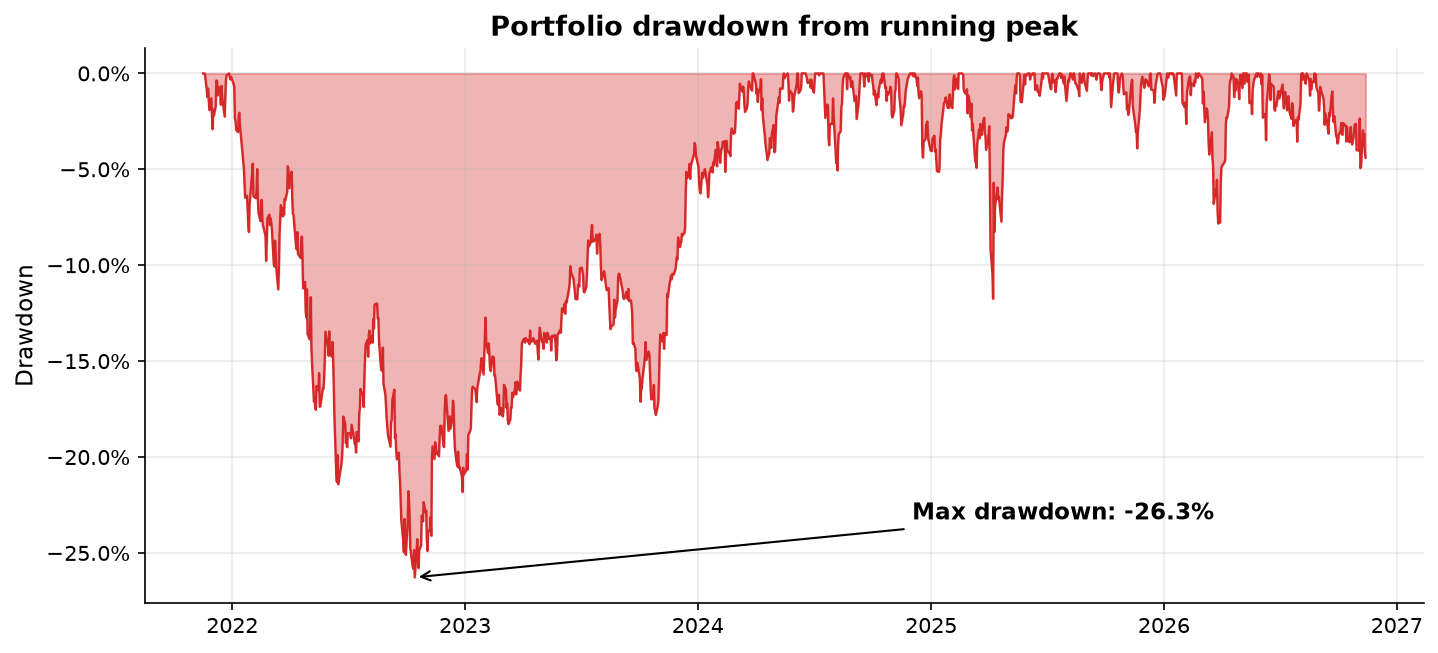 Portfolio drawdown from running peak
Drawdown
0.0%
−5.0%
−10.0%
−15.0%
−20.0%
−25.0%
Max drawdown: -26.3%
2022 2023 2024 2025 2026 2027